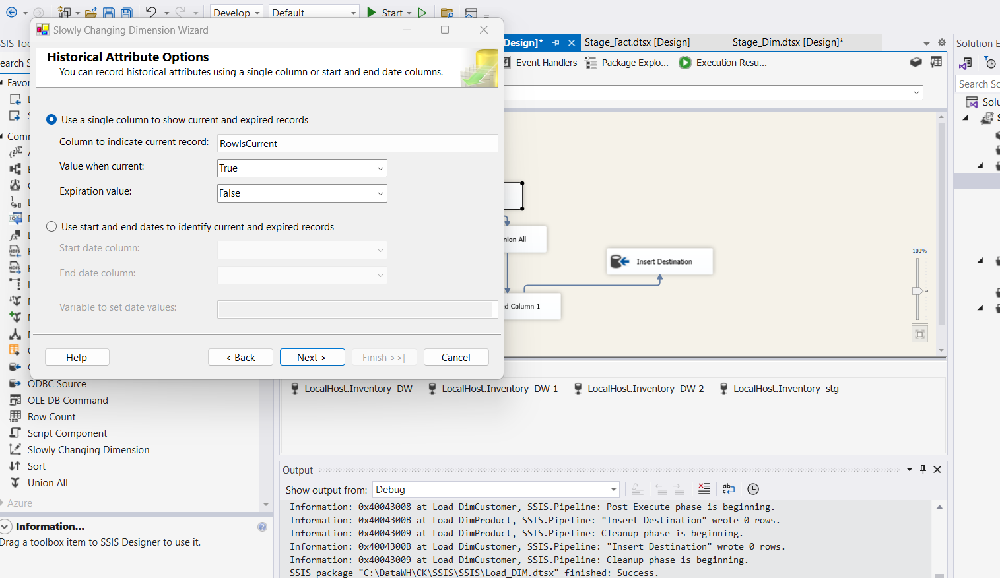 Develop
Default
Start
Slowly Changing Dimension Wizard
Historical Attribute Options
You can record historical attributes using a single column or start and end date columns.
Use a single column to show current and expired records
Column to indicate current record:
RowIsCurrent
Value when current:
True
Expiration value:
False
Use start and end dates to identify current and expired records
Start date column:
End date column:
Variable to set date values:
Help
< Back
Next >
Finish >>|
Cancel
SIS Too
earch S
Favor
Comm
ODBC Source
OLE DB Command
Row Count
Script Component
Slowly Changing Dimension
Sort
Union All
Azure
Information...
Drag a toolbox item to SSIS Designer to use it.
Design]*
Stage_Fact.dtsx [Design]
Stage_Dim.dtsx [Design]*
Event Handlers
Package Explo...
Execution Resu...
nion All
Insert Destination
ed Column 1
100%
LocalHost.Inventory_DW
LocalHost.Inventory_DW 1
LocalHost.Inventory_DW 2
LocalHost.Inventory_stg
Output
Show output from:
Debug
Information: 0x40043008 at Load DimCustomer, SSIS.Pipeline: Post Execute phase is beginning.
Information: 0x4004300B at Load DimProduct, SSIS.Pipeline: "Insert Destination" wrote 0 rows.
Information: 0x40043009 at Load DimProduct, SSIS.Pipeline: Cleanup phase is beginning.
Information: 0x4004300B at Load DimCustomer, SSIS.Pipeline: "Insert Destination" wrote 0 rows.
Information: 0x40043009 at Load DimCustomer, SSIS.Pipeline: Cleanup phase is beginning.
SSIS package "C:\DataWH\CK\SSIS\SSIS\Load_DIM.dtsx" finished: Success.
Solution E
Search So
Solu